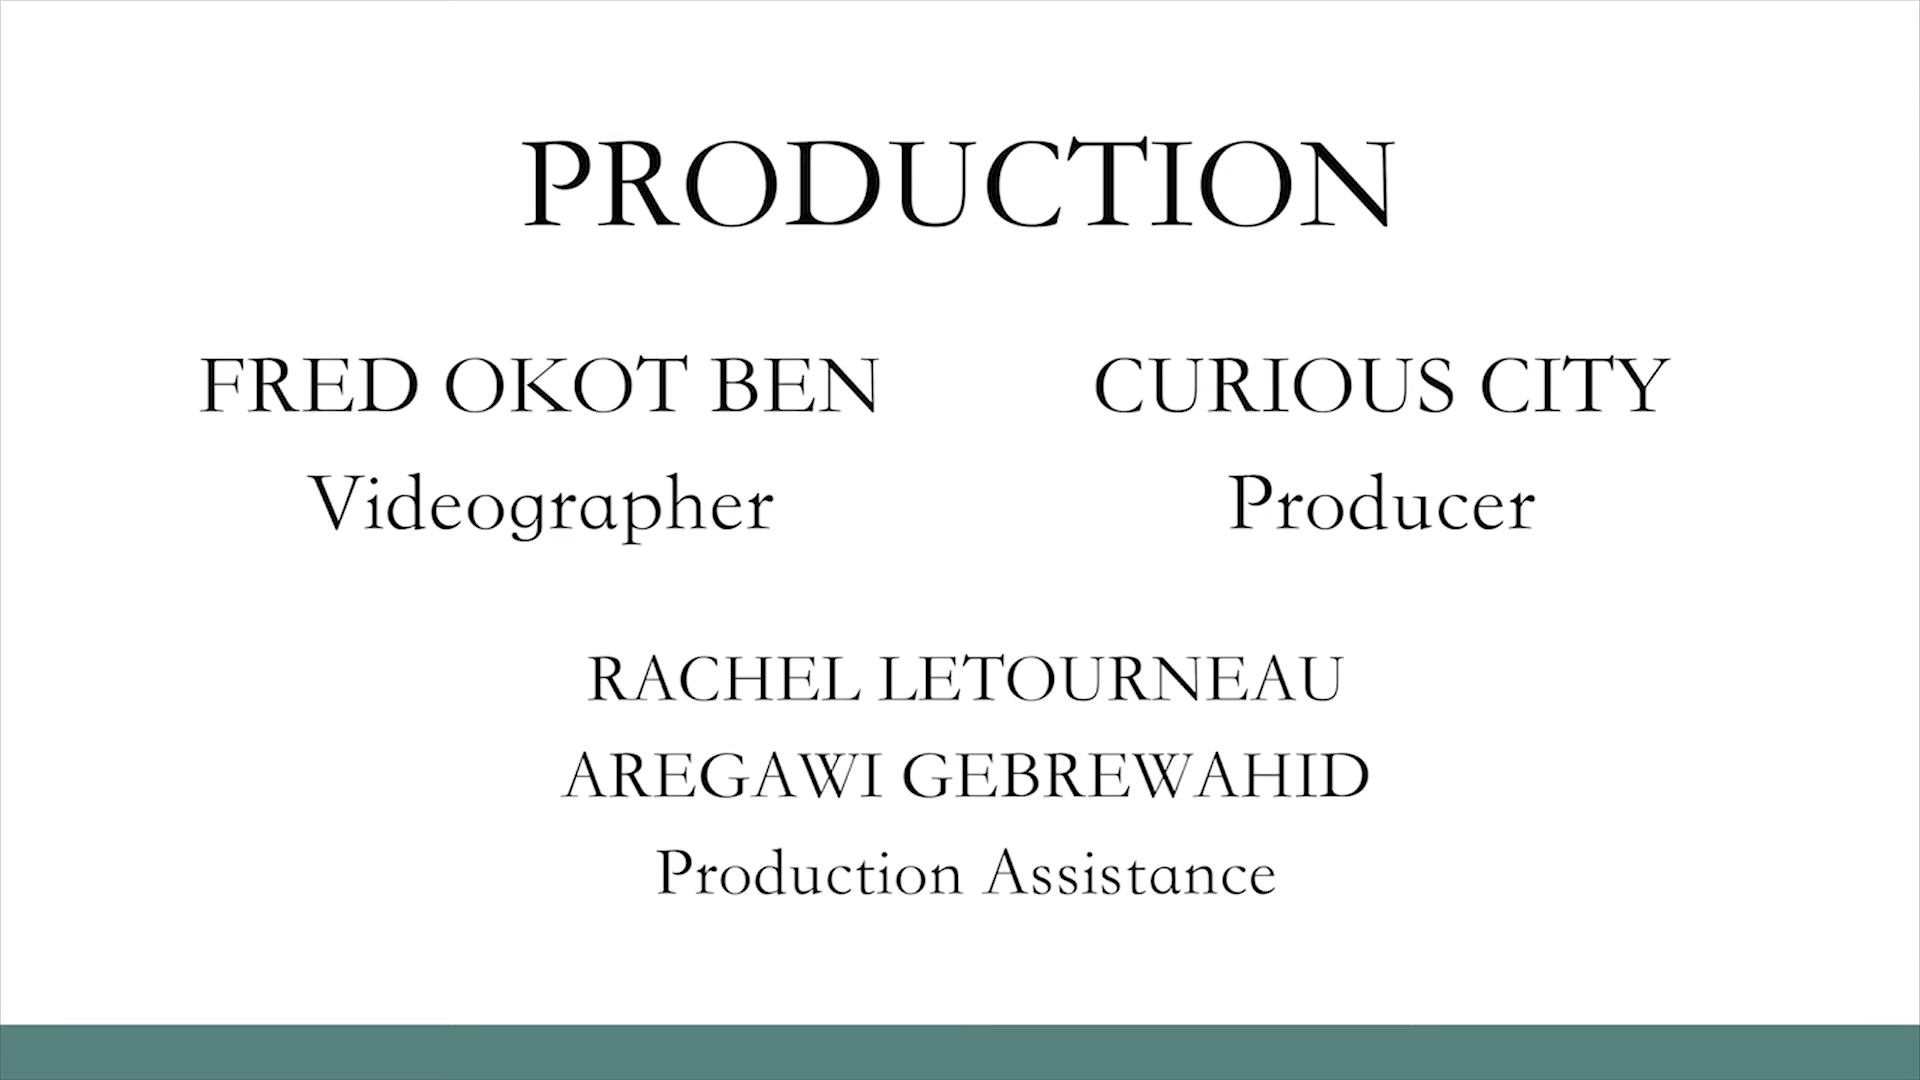 PRODUCTION
FRED OKOT BEN
Videographer
CURIOUS CITY
Producer
RACHEL LETOURNEAU
AREGAWI GEBREWAHID
Production Assistance